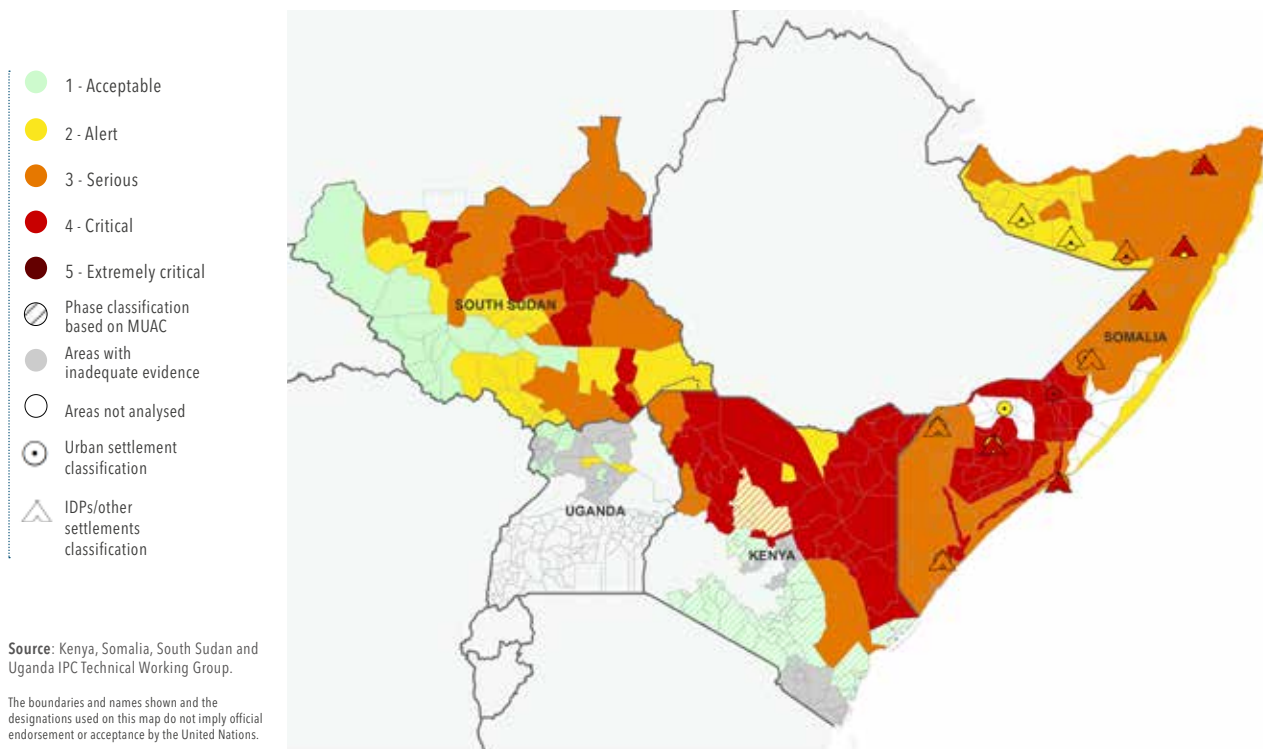 1 - Acceptable
2 - Alert
3 - Serious
4 - Critical
5 - Extremely critical
Phase classification
based on MUAC
Areas with
inadequate evidence
Areas not analysed
Urban settlement
classification
IDPs/other
settlements
classification
SOUTH SUDAN
SOMALIA
UGANDA
KENYA
Source: Kenya, Somalia, South Sudan and
Uganda IPC Technical Working Group.
The boundaries and names shown and the
designations used on this map do not imply official
endorsement or acceptance by the United Nations.